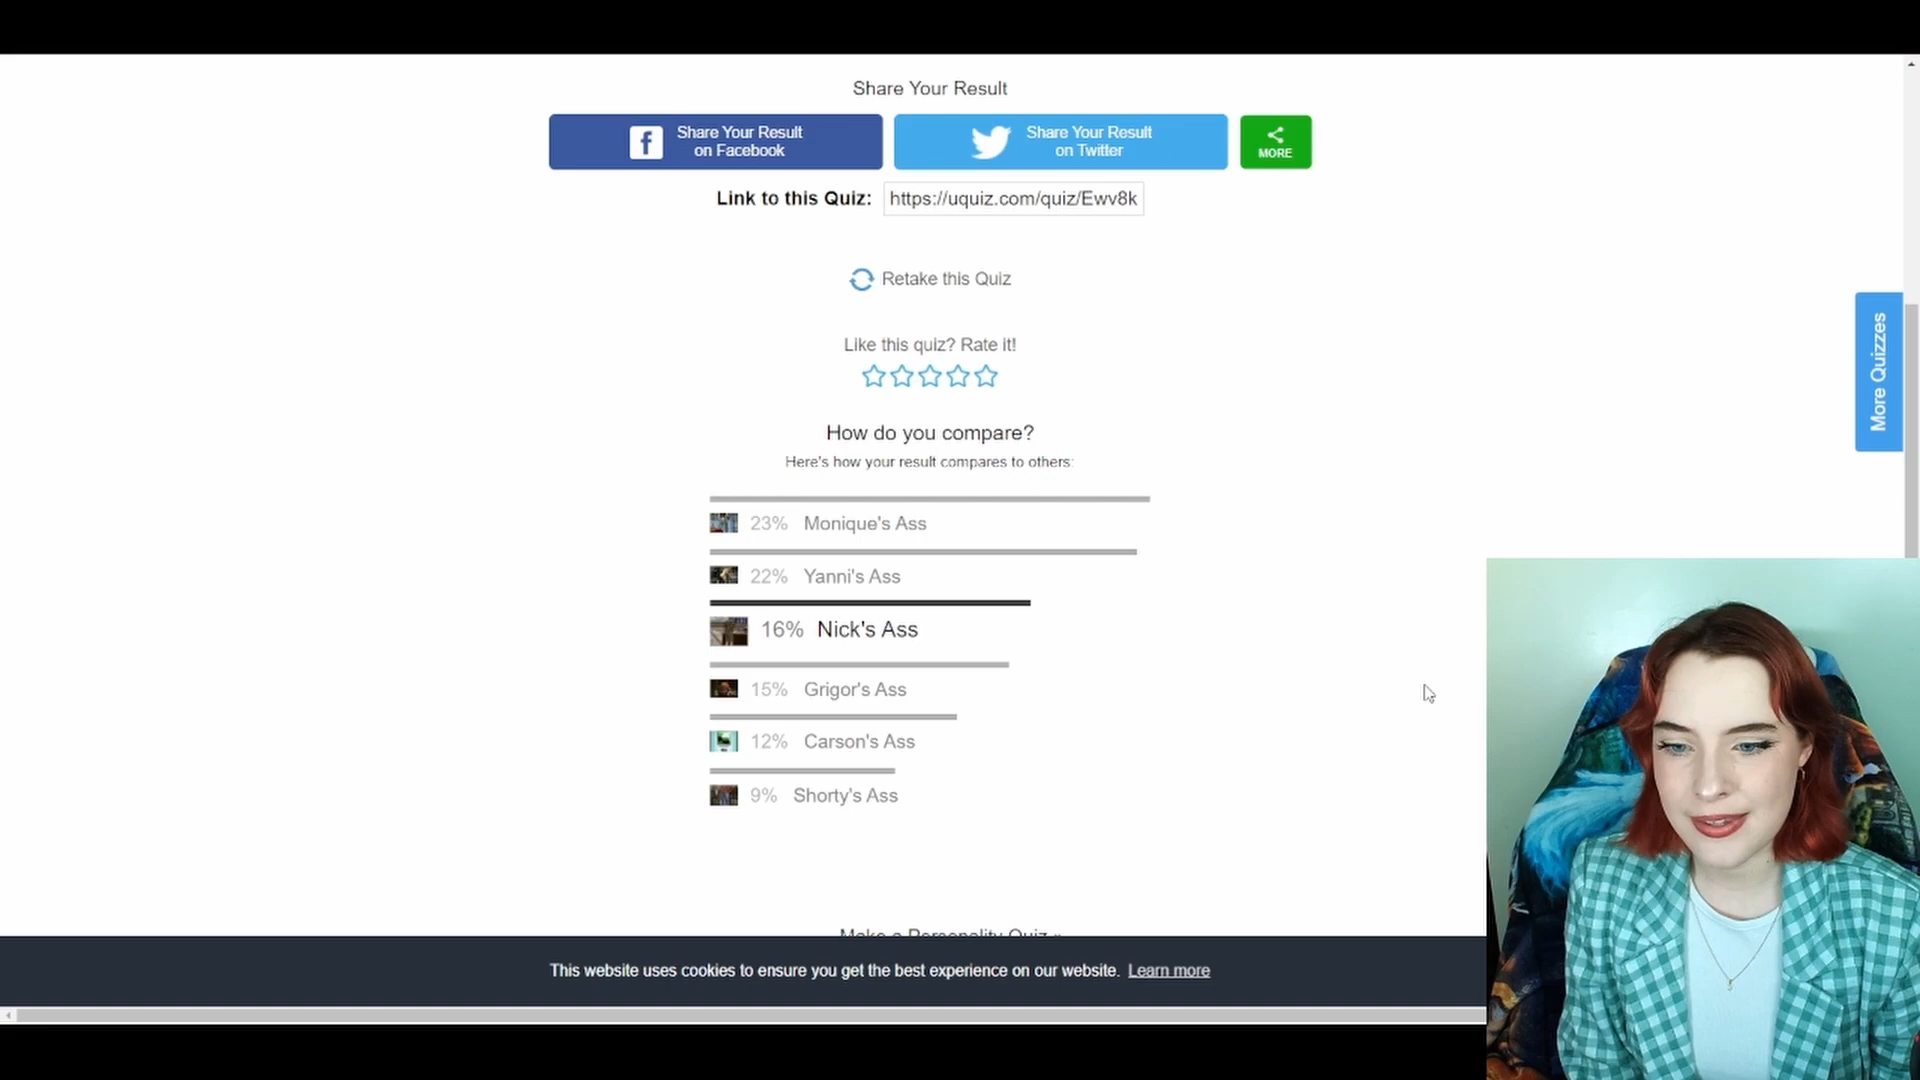 Share Your Result
Share Your Result
on Facebook
Share Your Result
on Twitter
MORE
Link to this Quiz: https://uquiz.com/quiz/Ewv8k
Retake this Quiz
Like this quiz? Rate it!
How do you compare?
Here's how your result compares to others:
23% Monique's Ass
22% Yanni's Ass
16% Nick's Ass
15% Grigor's Ass
12% Carson's Ass
9% Shorty's Ass
More Quizzes
Make a Personality Quiz »
This website uses cookies to ensure you get the best experience on our website. Learn more